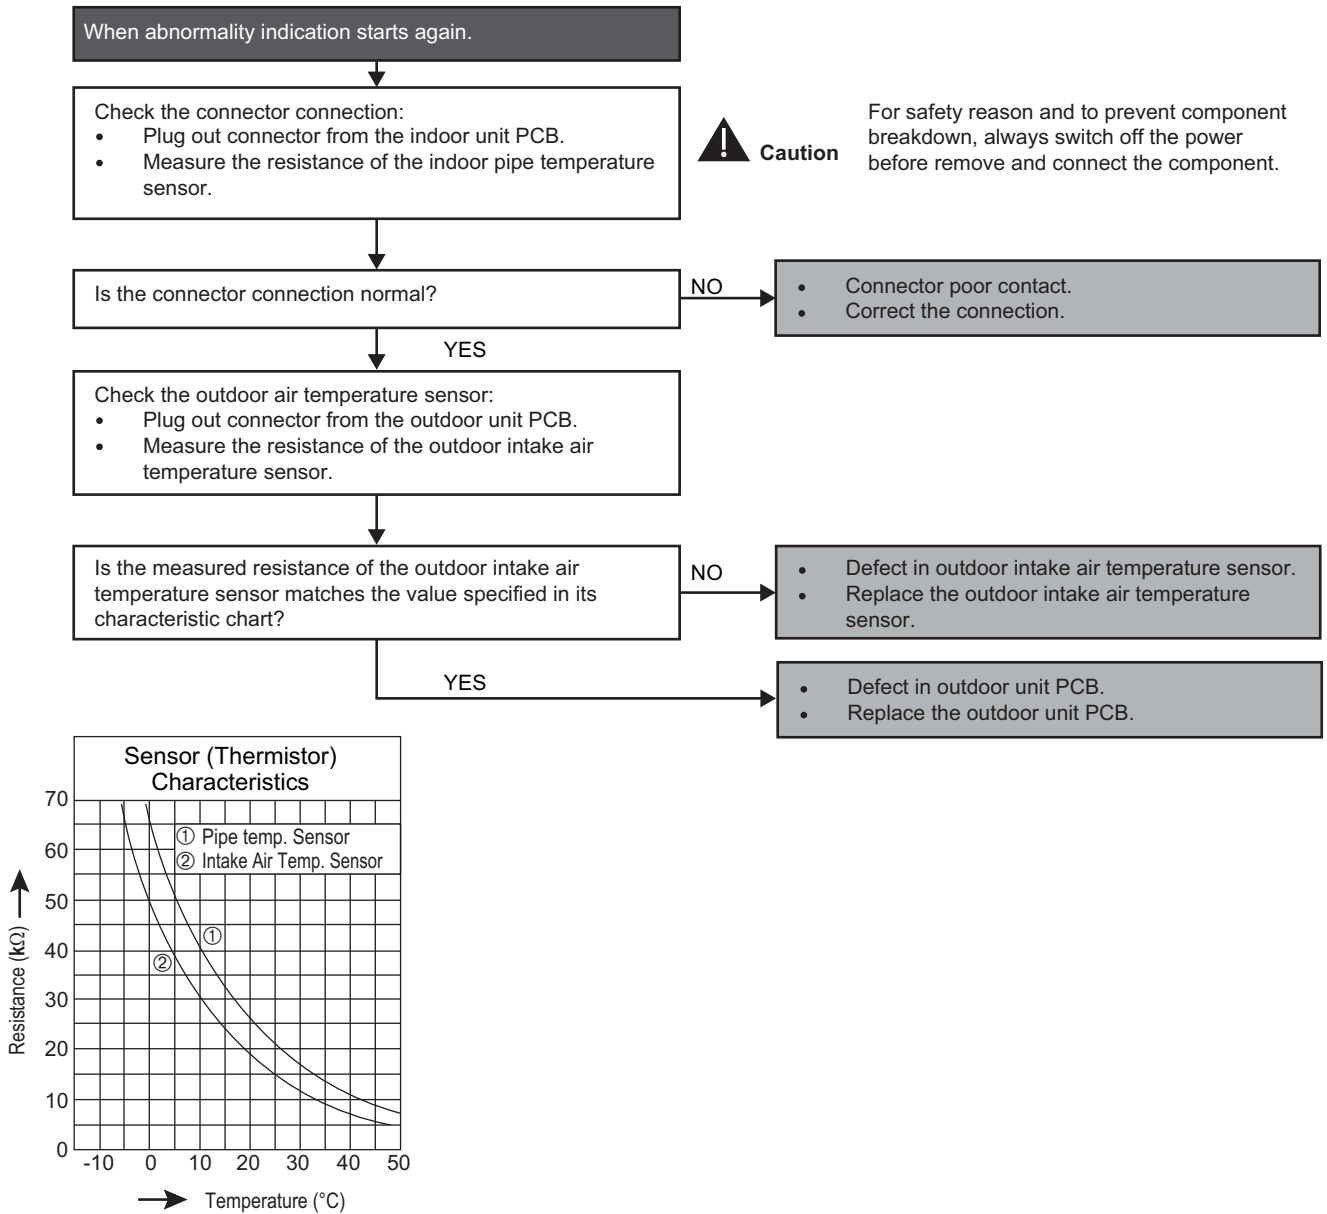 When abnormality indication starts again.
Check the connector connection:
• Plug out connector from the indoor unit PCB.
• Measure the resistance of the indoor pipe temperature
sensor.
Caution
For safety reason and to prevent component
breakdown, always switch off the power
before remove and connect the component.
Is the connector connection normal?
NO
• Connector poor contact.
• Correct the connection.
YES
Check the outdoor air temperature sensor:
• Plug out connector from the outdoor unit PCB.
• Measure the resistance of the outdoor intake air
temperature sensor.
Is the measured resistance of the outdoor intake air
temperature sensor matches the value specified in its
characteristic chart?
NO
• Defect in outdoor intake air temperature sensor.
• Replace the outdoor intake air temperature
sensor.
YES
• Defect in outdoor unit PCB.
• Replace the outdoor unit PCB.
Sensor (Thermistor)
Characteristics
① Pipe temp. Sensor
② Intake Air Temp. Sensor
①
②
70
60
50
40
30
20
10
0
Resistance (kΩ)
-10 0 10 20 30 40 50
Temperature (°C)